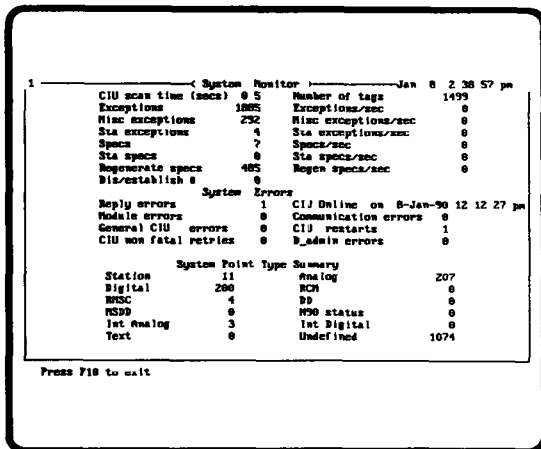 1 System Monitor Jan 8 2 38 57 pm
CIU scan time (secs) 0 5 Number of tags 1499
Exceptions 1885 Exceptions/sec 0
Misc exceptions 292 Misc exceptions/sec 0
Sta exceptions 4 Sta exceptions/sec 0
Specs 7 Specs/sec 0
Sta specs 0 Sta specs/sec 0
Regenerate specs 485 Regen specs/sec 0
Dis/establish # 0
System Errors
Reply errors 1 CIU Online on 8-Jan-90 12 12 27 pm
Module errors 0 Communication errors 0
General CIU errors 0 CIU restarts 1
CIU non fatal retries 0 D_admin errors 0
System Point Type Summary
Station 11 Analog 207
Digital 200 RCM 0
RMSC 4 DD 0
MSDD 0 M90 status 0
Int Analog 3 Int Digital 0
Text 0 Undefined 1074
Press F10 to exit